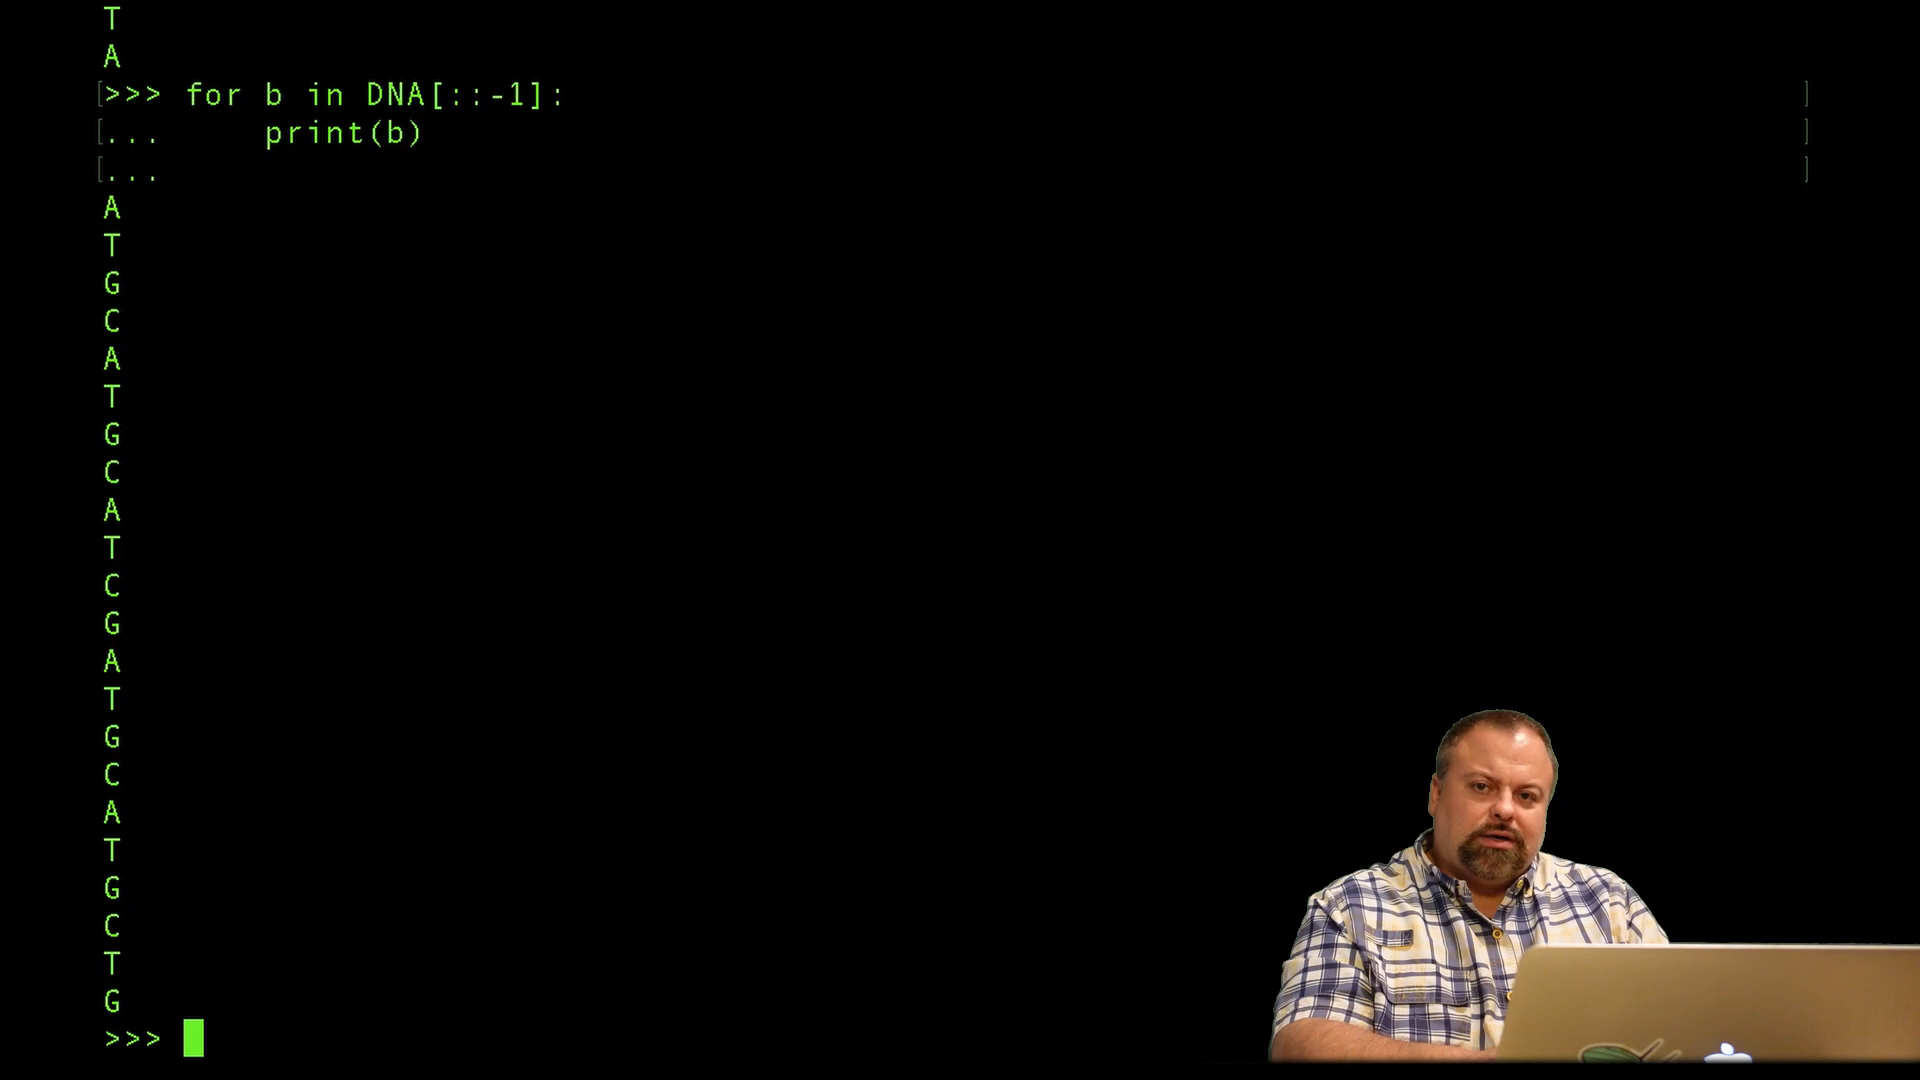 T
A
[>>> for b in DNA[::-1]: ]
[...     print(b) ]
[... ]
A
T
G
C
A
T
G
C
A
T
C
G
A
T
G
C
A
T
G
C
T
G
>>>